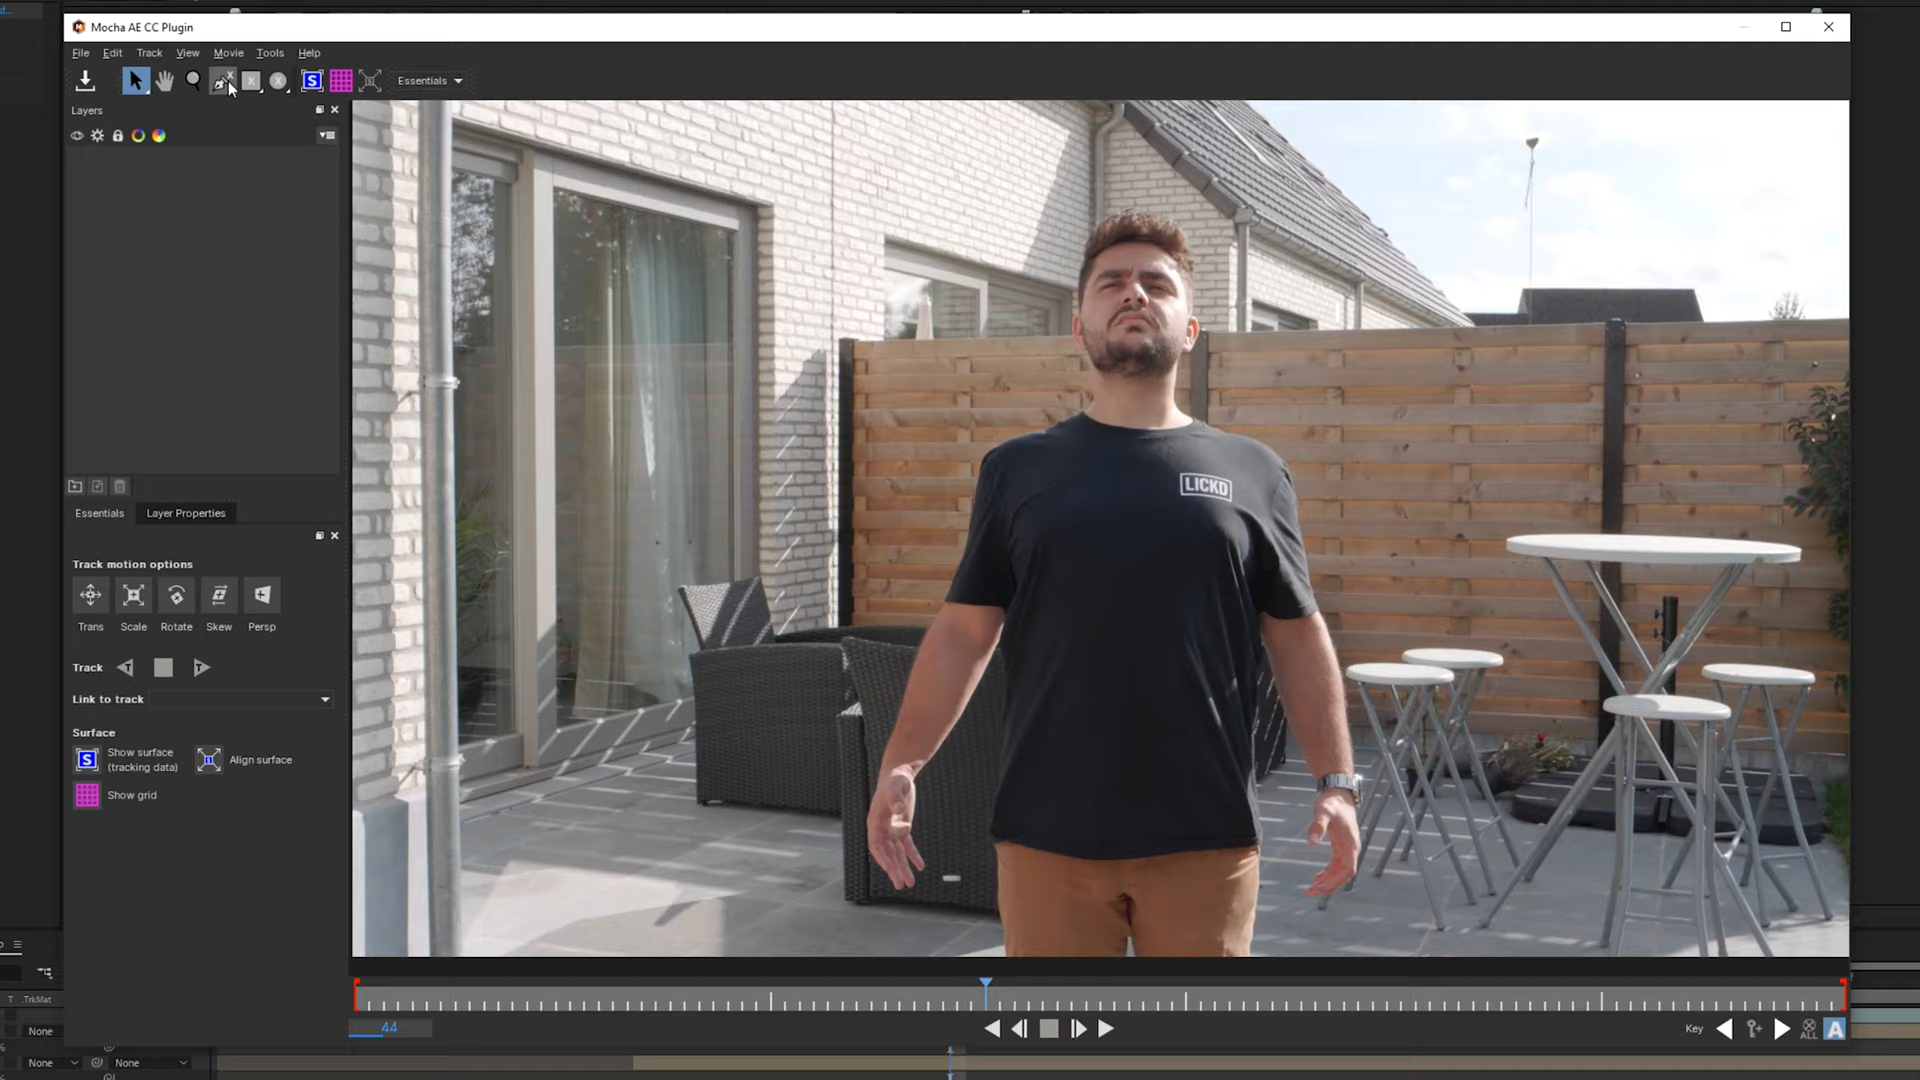 Mocha AE CC Plugin
File Edit Track View Movie Tools Help
Essentials
Layers
Essentials Layer Properties
Track motion options
Trans Scale Rotate Skew Persp
Track
Link to track
Surface
Show surface
(tracking data)
Align surface
Show grid
LICKD
44
Key
ALL
A
T .TrkMat
None
None None